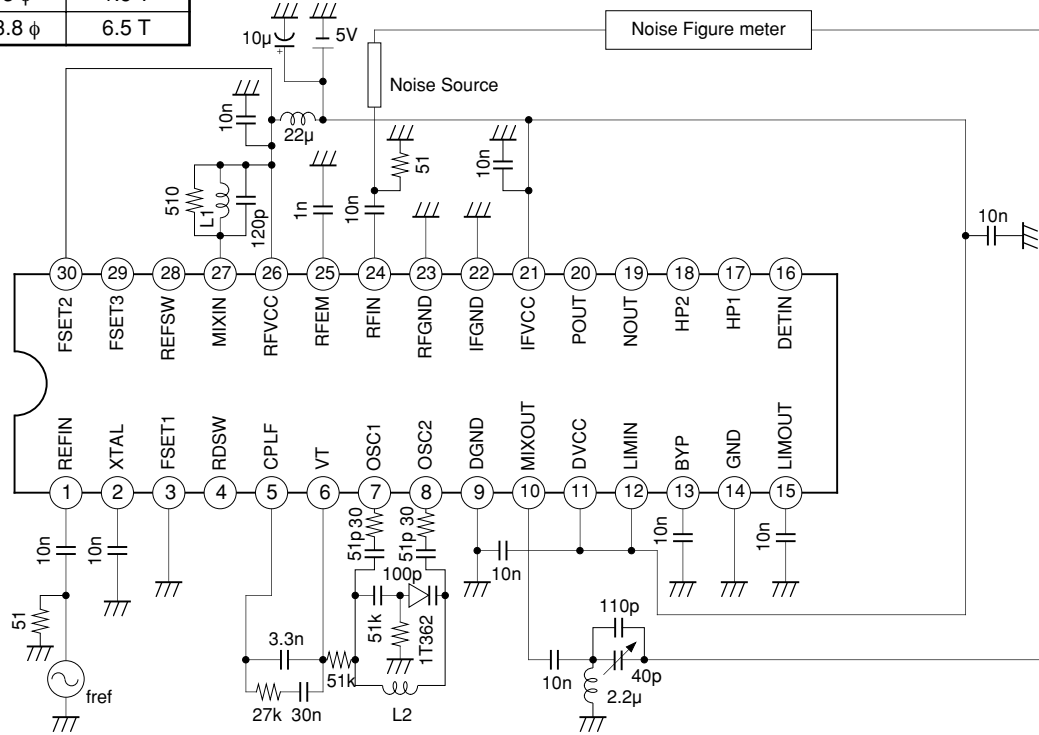 3.8 ϕ 6.5 T
10µ
5V
Noise Figure meter
Noise Source
10n
22µ
51
10n
510
L1
120p
1n
10n
10n
30 29 28 27 26 25 24 23 22 21 20 19 18 17 16
FSET2 FSET3 REFSW MIXIN RFVCC RFEM RFIN RFGND IFGND IFVCC POUT NOUT HP2 HP1 DETIN
REFIN XTAL FSET1 RDSW CPLF VT OSC1 OSC2 DGND MIXOUT DVCC LIMIN BYP GND LIMOUT
1 2 3 4 5 6 7 8 9 10 11 12 13 14 15
10n
10n
30
51p
30
51p
10n
10n
10n
100p
51
51k
1T362
110p
3.3n
51k
10n
40p
2.2µ
fref
27k 30n
L2